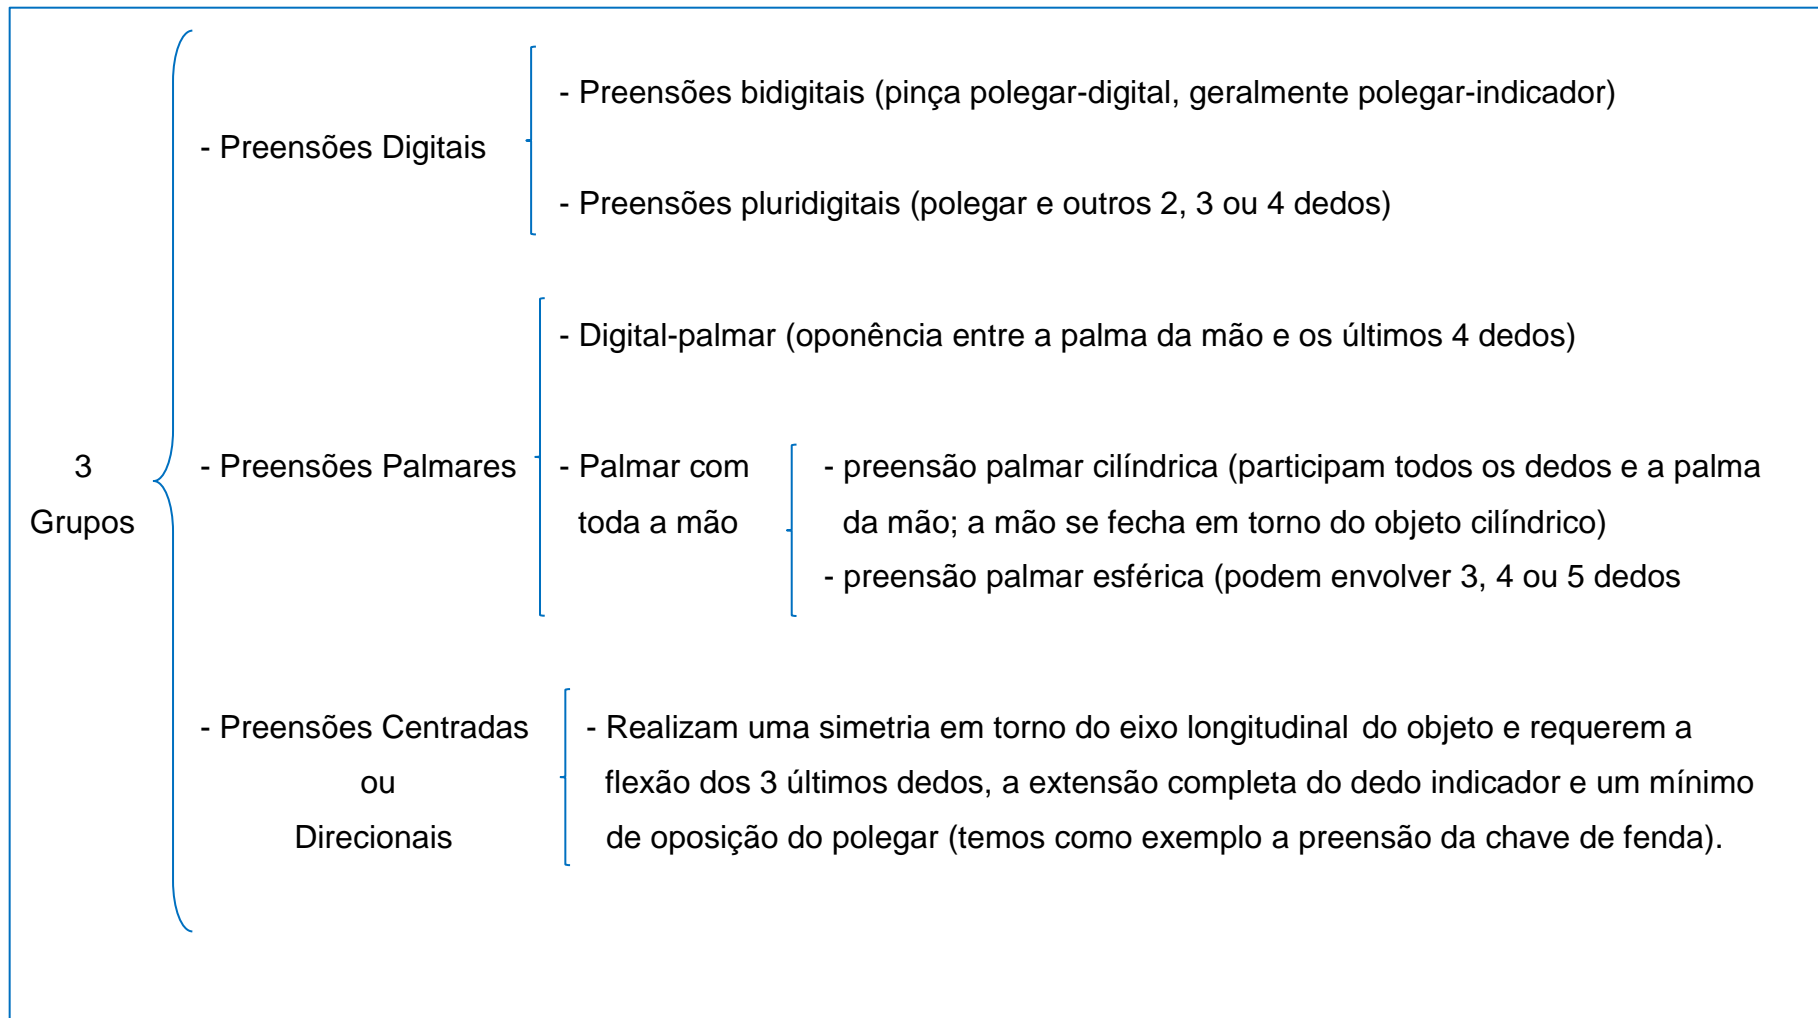 - Preensões bidigitais (pinça polegar-digital, geralmente polegar-indicador)
- Preensões Digitais
- Preensões pluridigitais (polegar e outros 2, 3 ou 4 dedos)
- Digital-palmar (oponência entre a palma da mão e os últimos 4 dedos)
3
Grupos
- Preensões Palmares
- Palmar com
toda a mão
- preensão palmar cilíndrica (participam todos os dedos e a palma
da mão; a mão se fecha em torno do objeto cilíndrico)
- preensão palmar esférica (podem envolver 3, 4 ou 5 dedos
- Preensões Centradas
ou
Direcionais
- Realizam uma simetria em torno do eixo longitudinal do objeto e requerem a
flexão dos 3 últimos dedos, a extensão completa do dedo indicador e um mínimo
de oposição do polegar (temos como exemplo a preensão da chave de fenda).